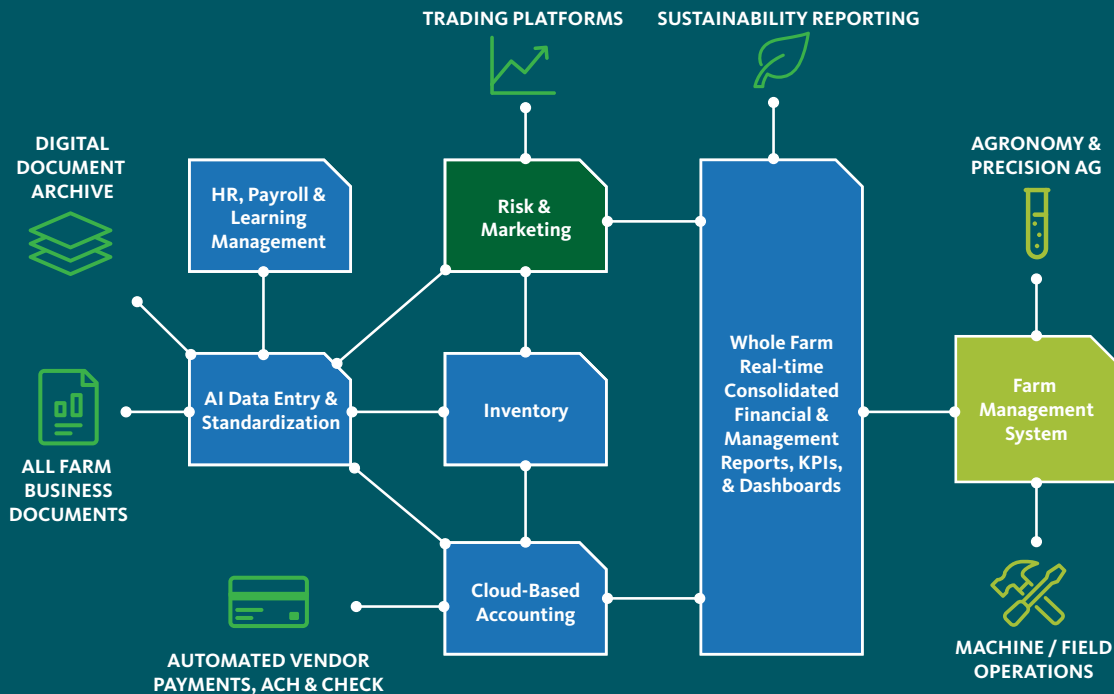 TRADING PLATFORMS
SUSTAINABILITY REPORTING
DIGITAL
DOCUMENT
ARCHIVE
HR, Payroll &
Learning
Management
Risk &
Marketing
AGRONOMY &
PRECISION AG
AI Data Entry &
Standardization
Inventory
Whole Farm
Real-time
Consolidated
Financial &
Management
Reports, KPIs,
& Dashboards
Farm
Management
System
ALL FARM
BUSINESS
DOCUMENTS
Cloud-Based
Accounting
AUTOMATED VENDOR
PAYMENTS, ACH & CHECK
MACHINE / FIELD
OPERATIONS